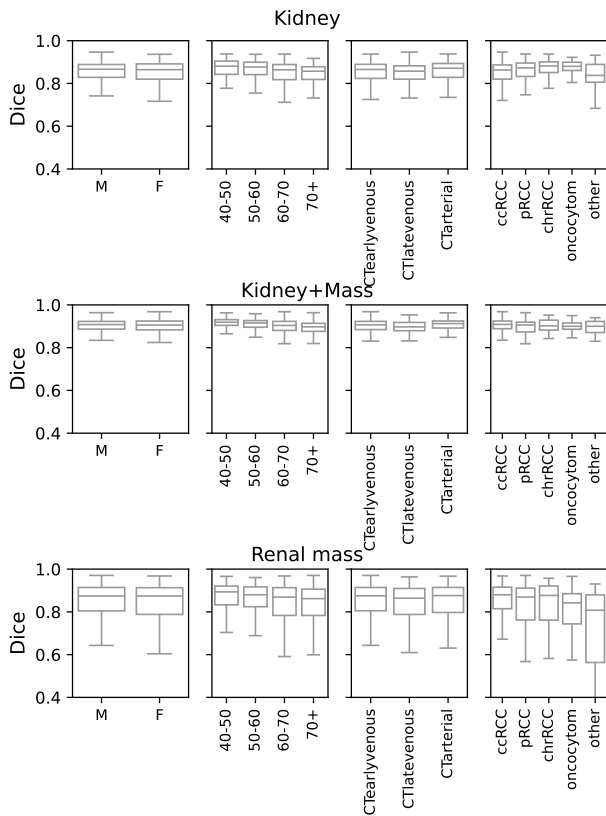 Kidney
Dice
1.0
0.8
0.6
0.4
M F
40-50 50-60 60-70 70+
CTearlyvenous CTlatevenous CTarterial
ccRCC pRCC chrRCC oncocytom other
Kidney+Mass
Dice
1.0
0.8
0.6
0.4
M F
40-50 50-60 60-70 70+
CTearlyvenous CTlatevenous CTarterial
ccRCC pRCC chrRCC oncocytom other
Renal mass
Dice
1.0
0.8
0.6
0.4
M F
40-50 50-60 60-70 70+
CTearlyvenous CTlatevenous CTarterial
ccRCC pRCC chrRCC oncocytom other